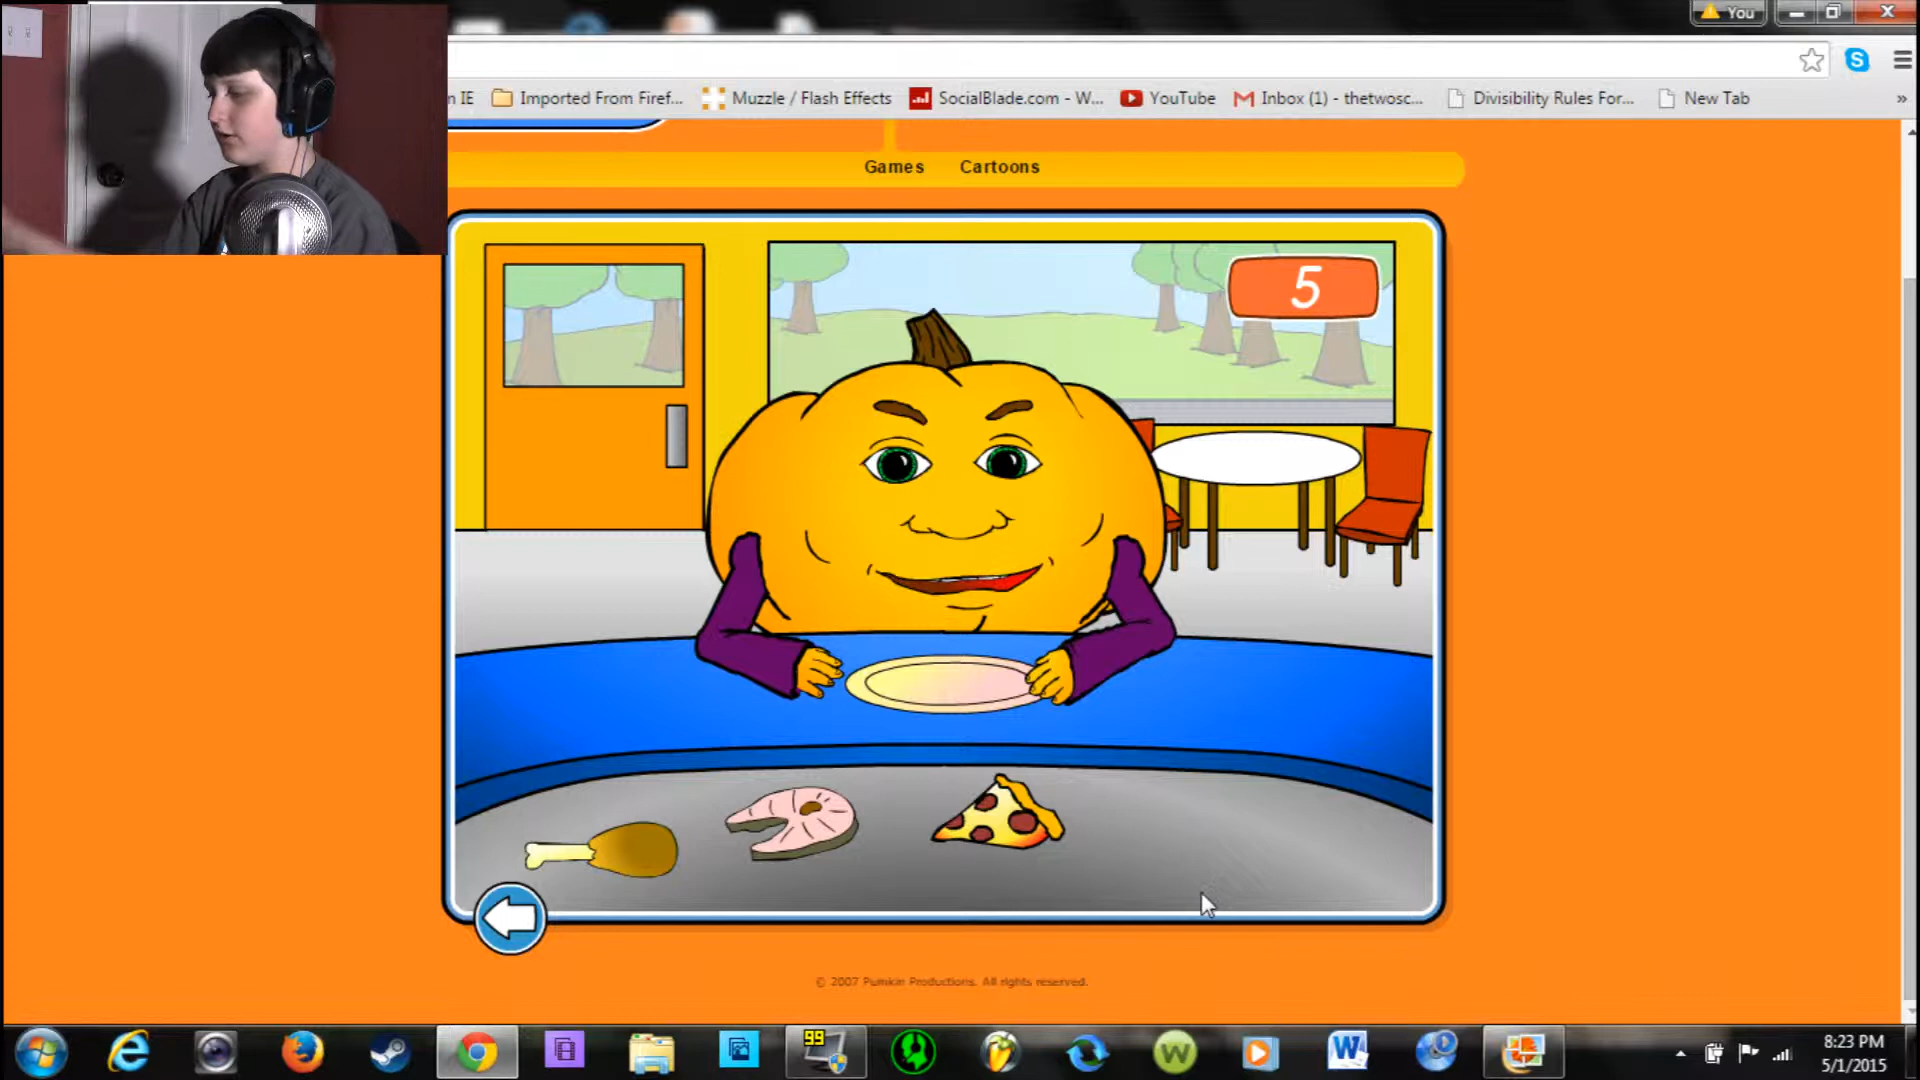 You
n IE
Imported From Firef...
Muzzle / Flash Effects
SocialBlade.com - W...
YouTube
Inbox (1) - thetwosc...
Divisibility Rules For...
New Tab
»
Games
Cartoons
5
© 2007 Pumkin Productions. All rights reserved.
99
8:23 PM
5/1/2015